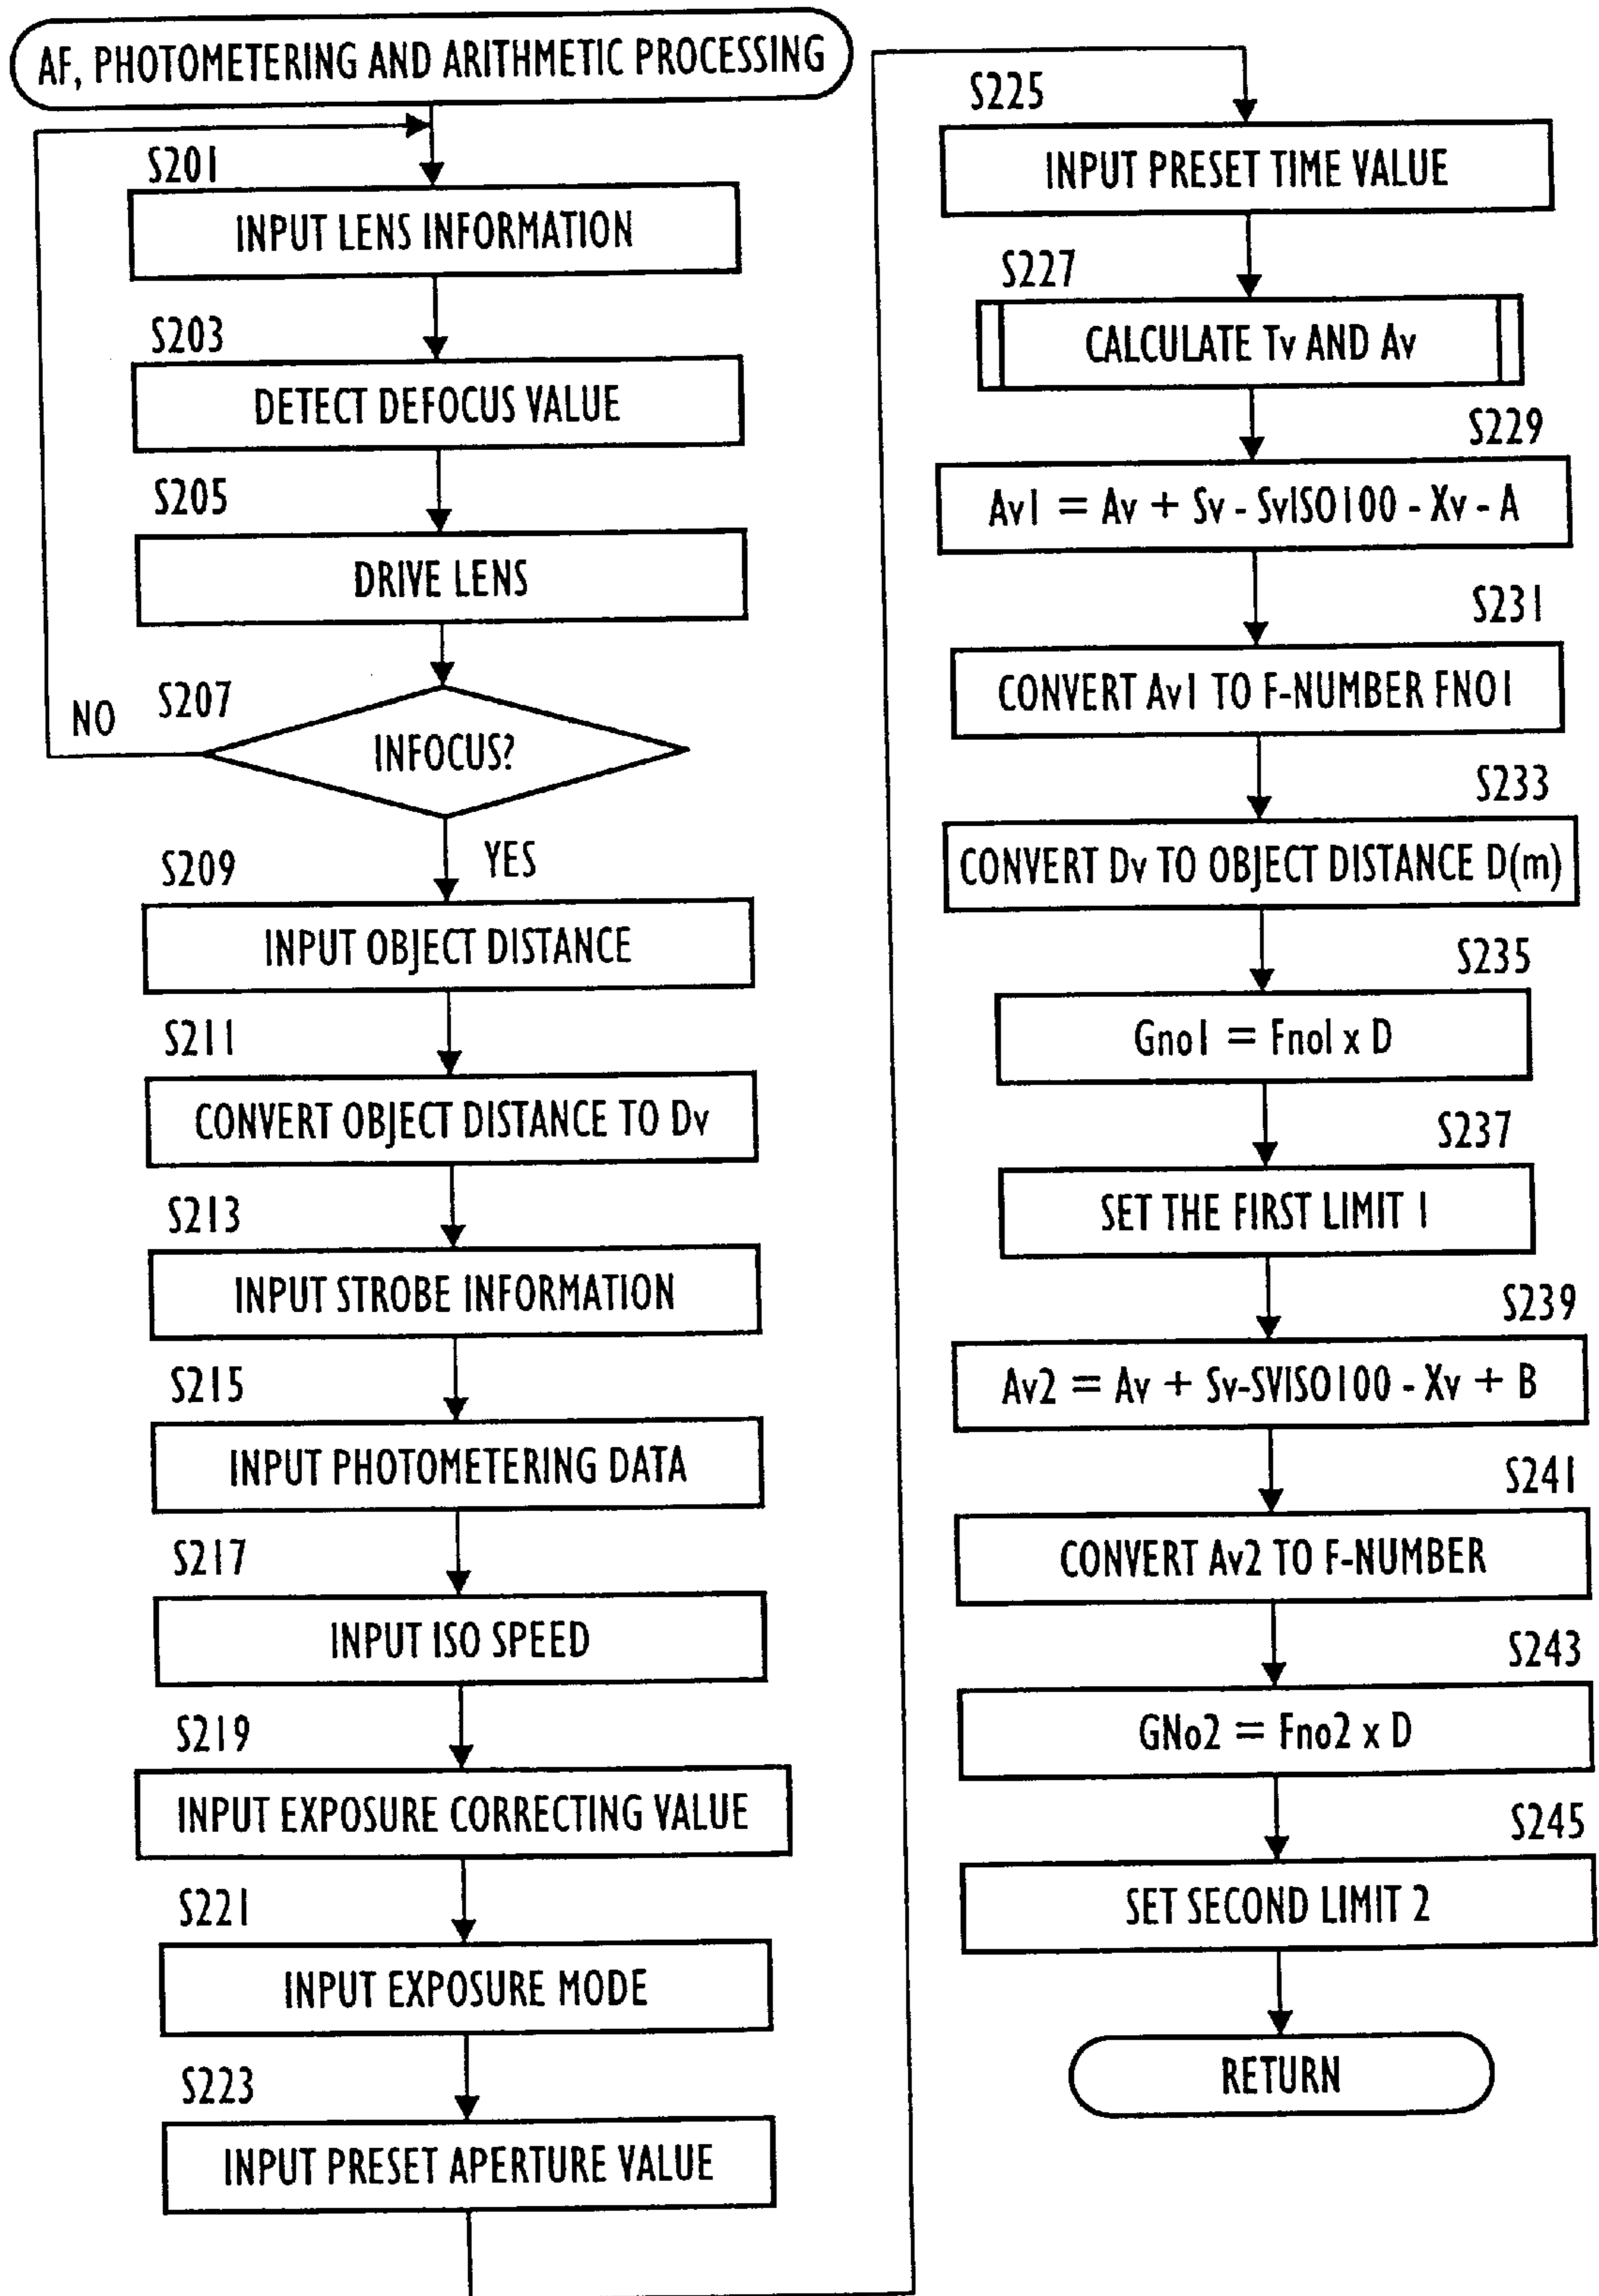 AF, PHOTOMETERING AND ARITHMETIC PROCESSING
S201
INPUT LENS INFORMATION
S203
DETECT DEFOCUS VALUE
S205
DRIVE LENS
S207
NO
INFOCUS?
YES
S209
INPUT OBJECT DISTANCE
S211
CONVERT OBJECT DISTANCE TO Dv
S213
INPUT STROBE INFORMATION
S215
INPUT PHOTOMETERING DATA
S217
INPUT ISO SPEED
S219
INPUT EXPOSURE CORRECTING VALUE
S221
INPUT EXPOSURE MODE
S223
INPUT PRESET APERTURE VALUE
S225
INPUT PRESET TIME VALUE
S227
CALCULATE Tv AND Av
S229
Av1 = Av + Sv - SvISO100 - Xv - A
S231
CONVERT Av1 TO F-NUMBER FNO1
S233
CONVERT Dv TO OBJECT DISTANCE D(m)
S235
Gno1 = Fno1 x D
S237
SET THE FIRST LIMIT 1
S239
Av2 = Av + Sv-SVISO100 - Xv + B
S241
CONVERT Av2 TO F-NUMBER
S243
GNo2 = Fno2 x D
S245
SET SECOND LIMIT 2
RETURN